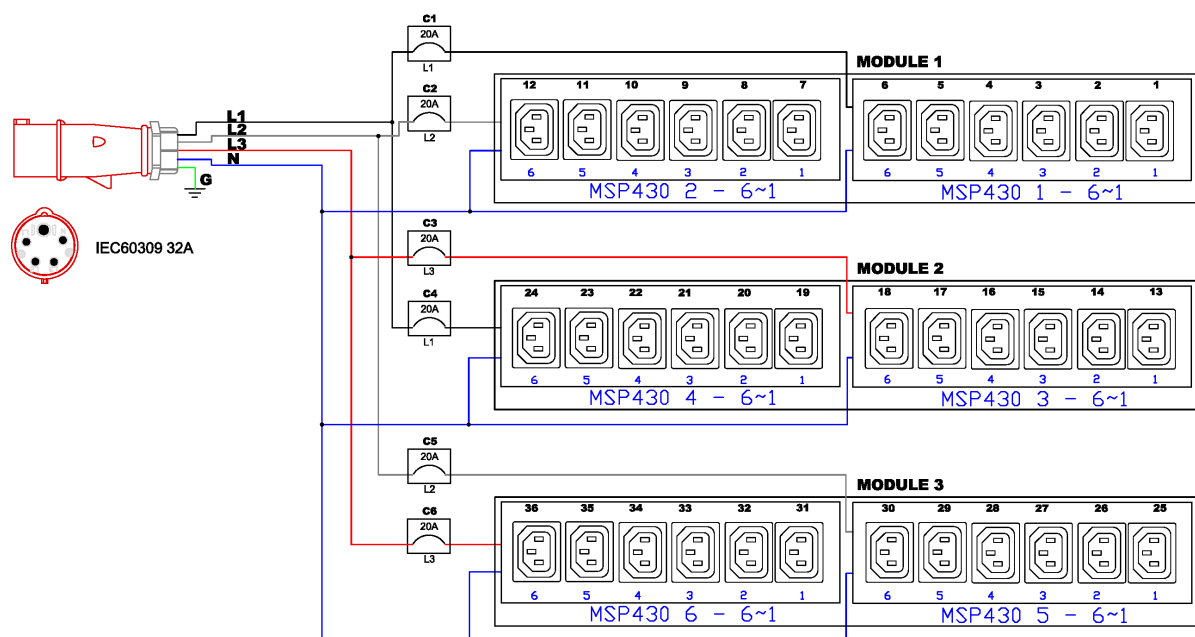 C1
20A
L1
MODULE 1
12 11 10 9 8 7 6 5 4 3 2 1
C2
20A
L2
L1
L2
L3
N
G
6 5 4 3 2 1 6 5 4 3 2 1
MSP430 2 - 6~1 MSP430 1 - 6~1
IEC60309 32A
C3
20A
L3
MODULE 2
24 23 22 21 20 19 18 17 16 15 14 13
C4
20A
L1
6 5 4 3 2 1 6 5 4 3 2 1
MSP430 4 - 6~1 MSP430 3 - 6~1
C5
20A
L2
MODULE 3
36 35 34 33 32 31 30 29 28 27 26 25
C6
20A
L3
6 5 4 3 2 1 6 5 4 3 2 1
MSP430 6 - 6~1 MSP430 5 - 6~1